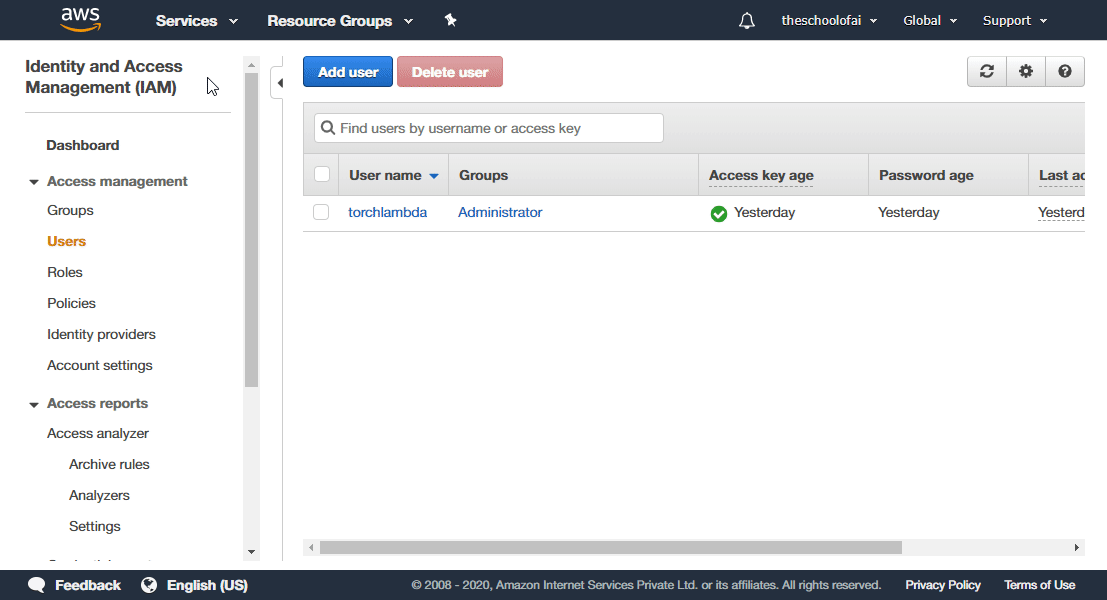 aws Services Resource Groups theschoolofai Global Support
Identity and Access
Management (IAM)
Dashboard
Access management
Groups
Users
Roles
Policies
Identity providers
Account settings
Access reports
Access analyzer
Archive rules
Analyzers
Settings
Add user Delete user
Find users by username or access key
User name Groups Access key age Password age Last ac
torchlambda Administrator Yesterday Yesterday Yesterd
Feedback English (US) © 2008 - 2020, Amazon Internet Services Private Ltd. or its affiliates. All rights reserved. Privacy Policy Terms of Use